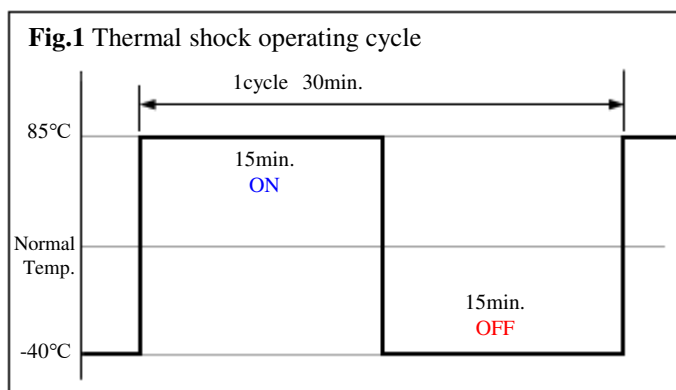 Fig.1 Thermal shock operating cycle
1cycle 30min.
85°C
15min.
ON
Normal
Temp.
15min.
OFF
-40°C